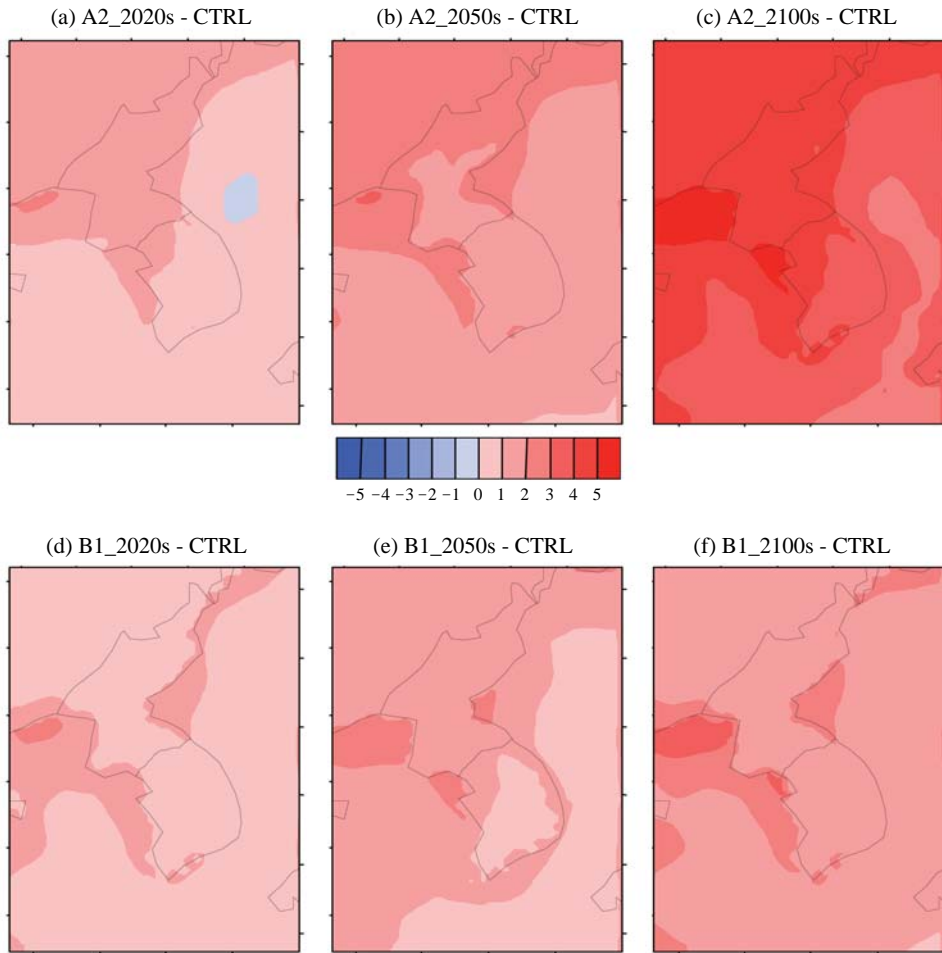 (a) A2_2020s - CTRL (b) A2_2050s - CTRL (c) A2_2100s - CTRL
−5 −4 −3 −2 −1 0 1 2 3 4 5
(d) B1_2020s - CTRL (e) B1_2050s - CTRL (f) B1_2100s - CTRL